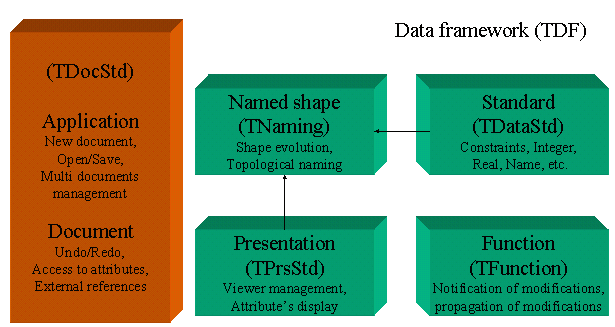 Data framework (TDF)
(TDocStd)
Application
New document,
Open/Save,
Multi documents
management
Document
Undo/Redo,
Access to attributes,
External references
Named shape
(TNaming)
Shape evolution,
Topological naming
Standard
(TDataStd)
Constraints, Integer,
Real, Name, etc.
Presentation
(TPrsStd)
Viewer management,
Attribute’s display
Function
(TFunction)
Notification of modifications,
propagation of modifications